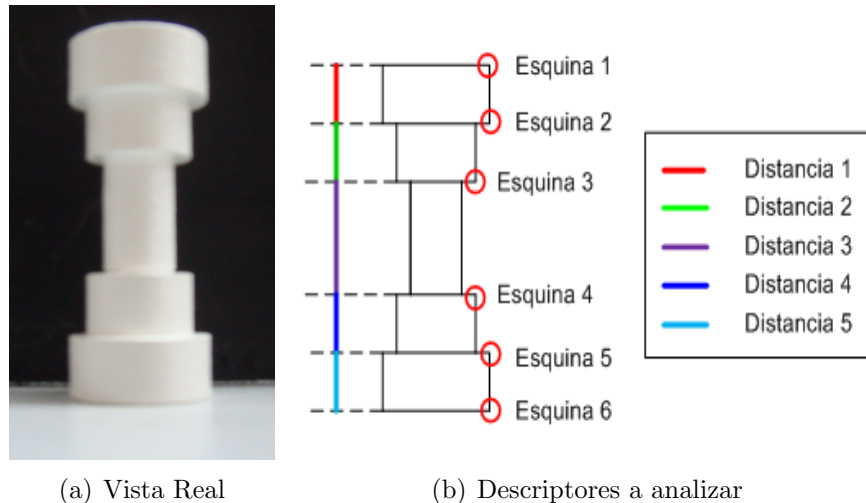 Esquina 1
Esquina 2
Esquina 3
Esquina 4
Esquina 5
Esquina 6
Distancia 1
Distancia 2
Distancia 3
Distancia 4
Distancia 5
(a) Vista Real
(b) Descriptores a analizar